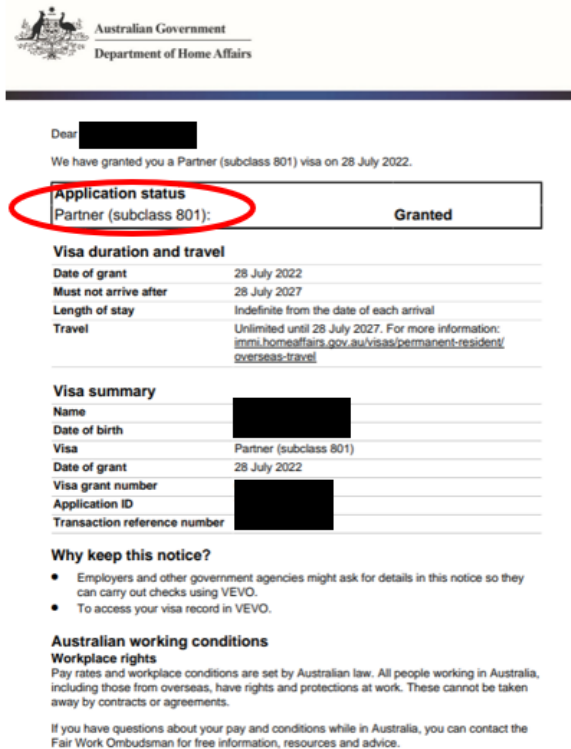 Australian Government
Department of Home Affairs
Dear
We have granted you a Partner (subclass 801) visa on 28 July 2022.
Application status
Partner (subclass 801): Granted
Visa duration and travel
Date of grant 28 July 2022
Must not arrive after 28 July 2027
Length of stay Indefinite from the date of each arrival
Travel Unlimited until 28 July 2027. For more information:
immi.homeaffairs.gov.au/visas/permanent-resident/
overseas-travel
Visa summary
Name
Date of birth
Visa Partner (subclass 801)
Date of grant 28 July 2022
Visa grant number
Application ID
Transaction reference number
Why keep this notice?
• Employers and other government agencies might ask for details in this notice so they
can carry out checks using VEVO.
• To access your visa record in VEVO.
Australian working conditions
Workplace rights
Pay rates and workplace conditions are set by Australian law. All people working in Australia,
including those from overseas, have rights and protections at work. These cannot be taken
away by contracts or agreements.
If you have questions about your pay and conditions while in Australia, you can contact the
Fair Work Ombudsman for free information, resources and advice.